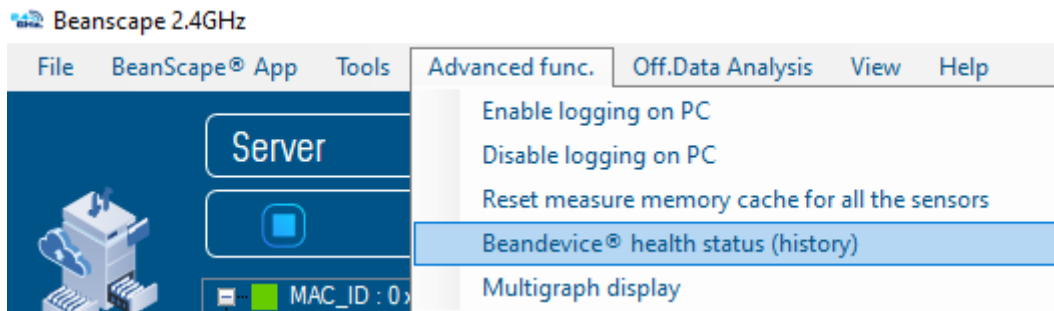 Beanscape 2.4GHz
File BeanScape® App Tools Advanced func. Off.Data Analysis View Help
Enable logging on PC
Server
Disable logging on PC
Reset measure memory cache for all the sensors
Beandevice® health status (history)
MAC_ID : 0
Multigraph display